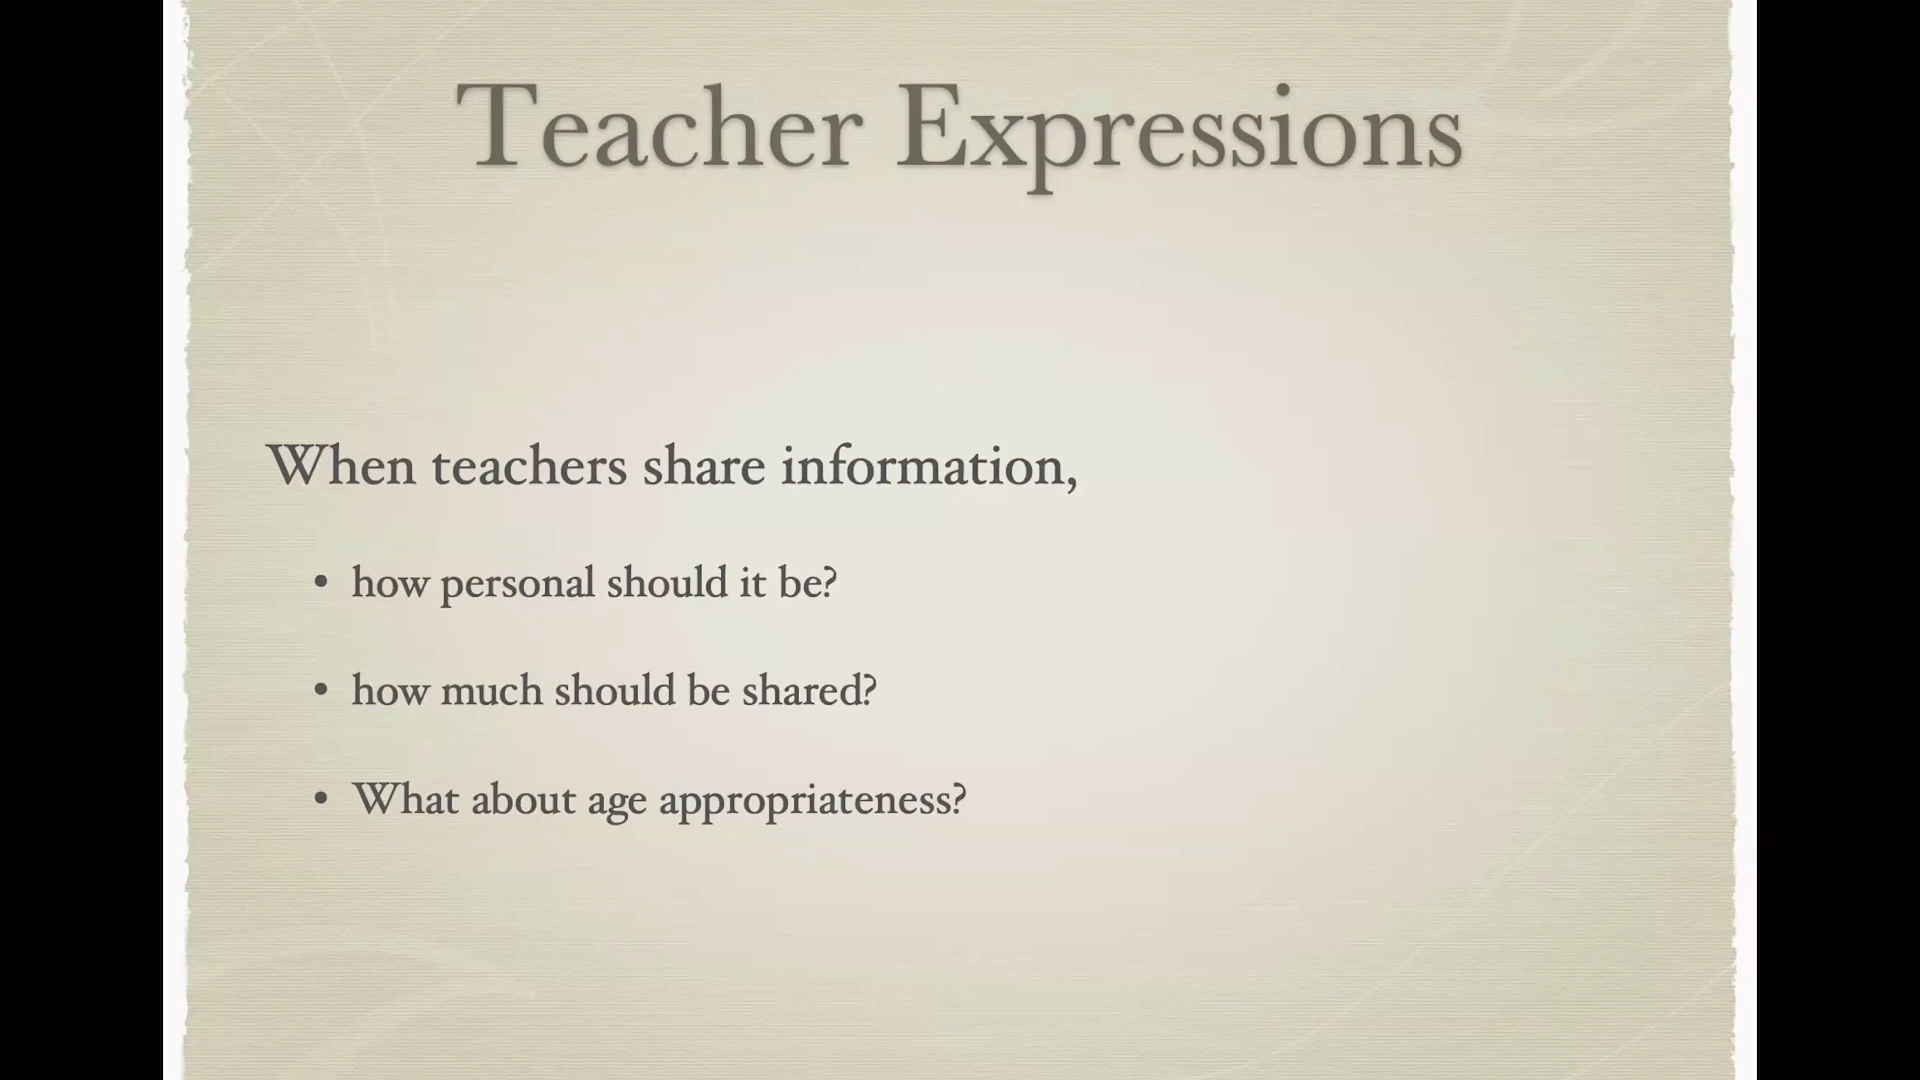 Teacher Expressions
When teachers share information,
• how personal should it be?
• how much should be shared?
• What about age appropriateness?